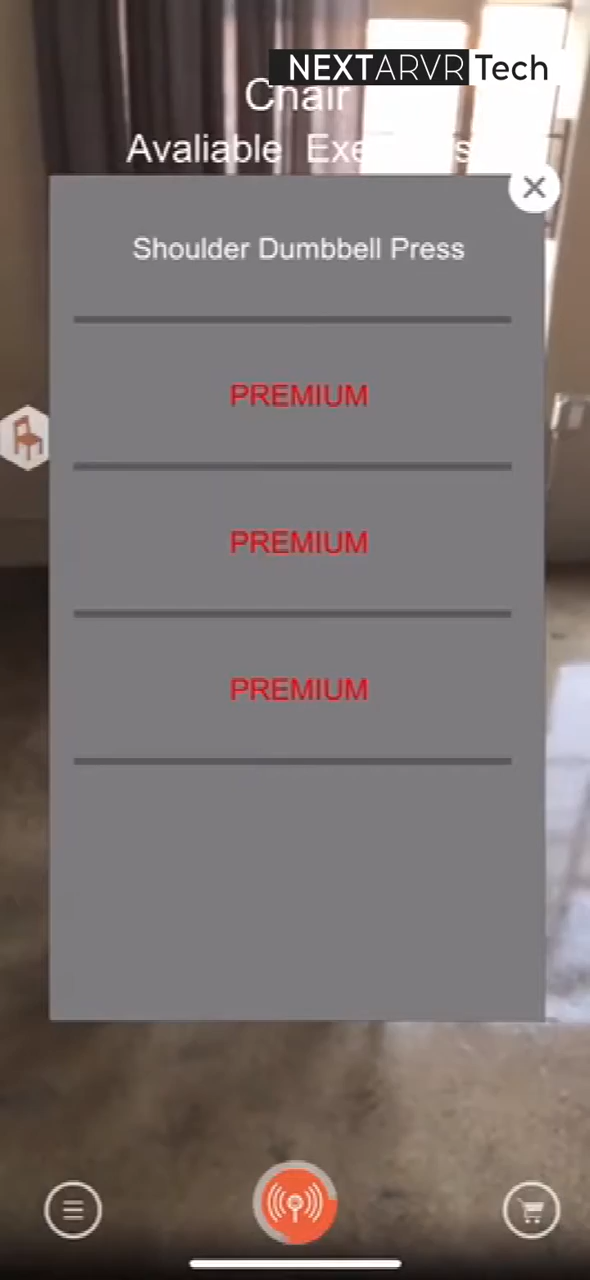 NEXTARVR Tech
Chair
Avaliable
Shoulder Dumbbell Press
PREMIUM
PREMIUM
PREMIUM